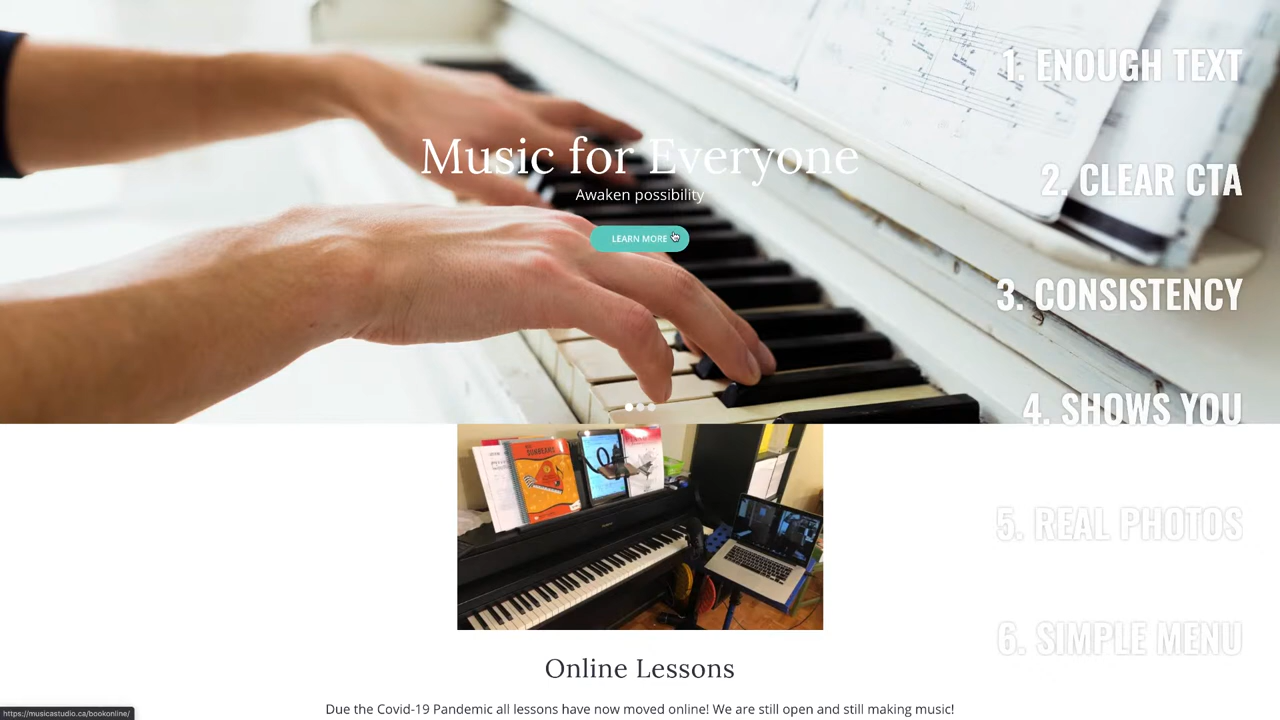 1. ENOUGH TEXT
Music for Everyone
2. CLEAR CTA
Awaken possibility
LEARN MORE
3. CONSISTENCY
4. SHOWS YOU
SUNBEAMS
5. REAL PHOTOS
6. SIMPLE MENU
Online Lessons
Due the Covid-19 Pandemic all lessons have now moved online! We are still open and still making music!
https://musicastudio.ca/bookonline/